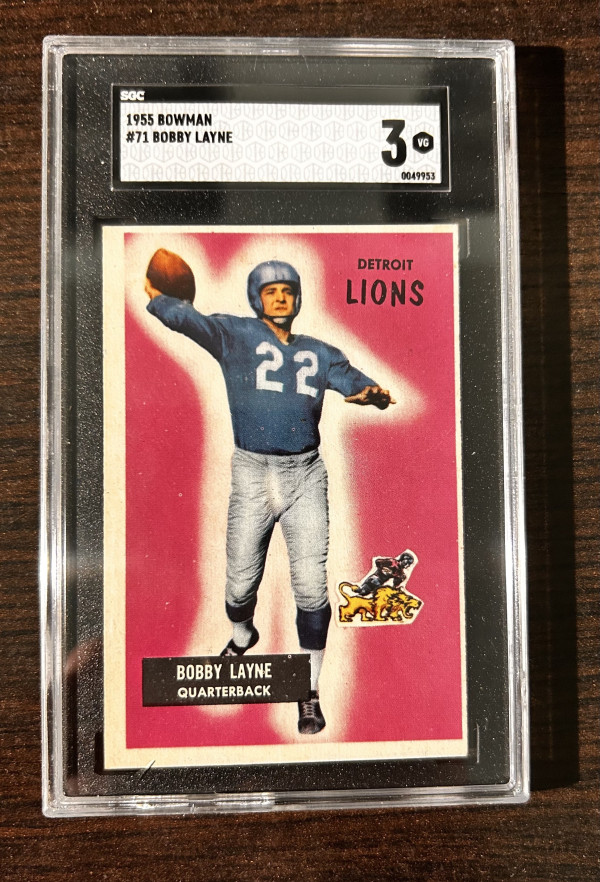 SGC
1955 BOWMAN
#71 BOBBY LAYNE
3 VG
0049953
DETROIT
LIONS
22
BOBBY LAYNE
QUARTERBACK